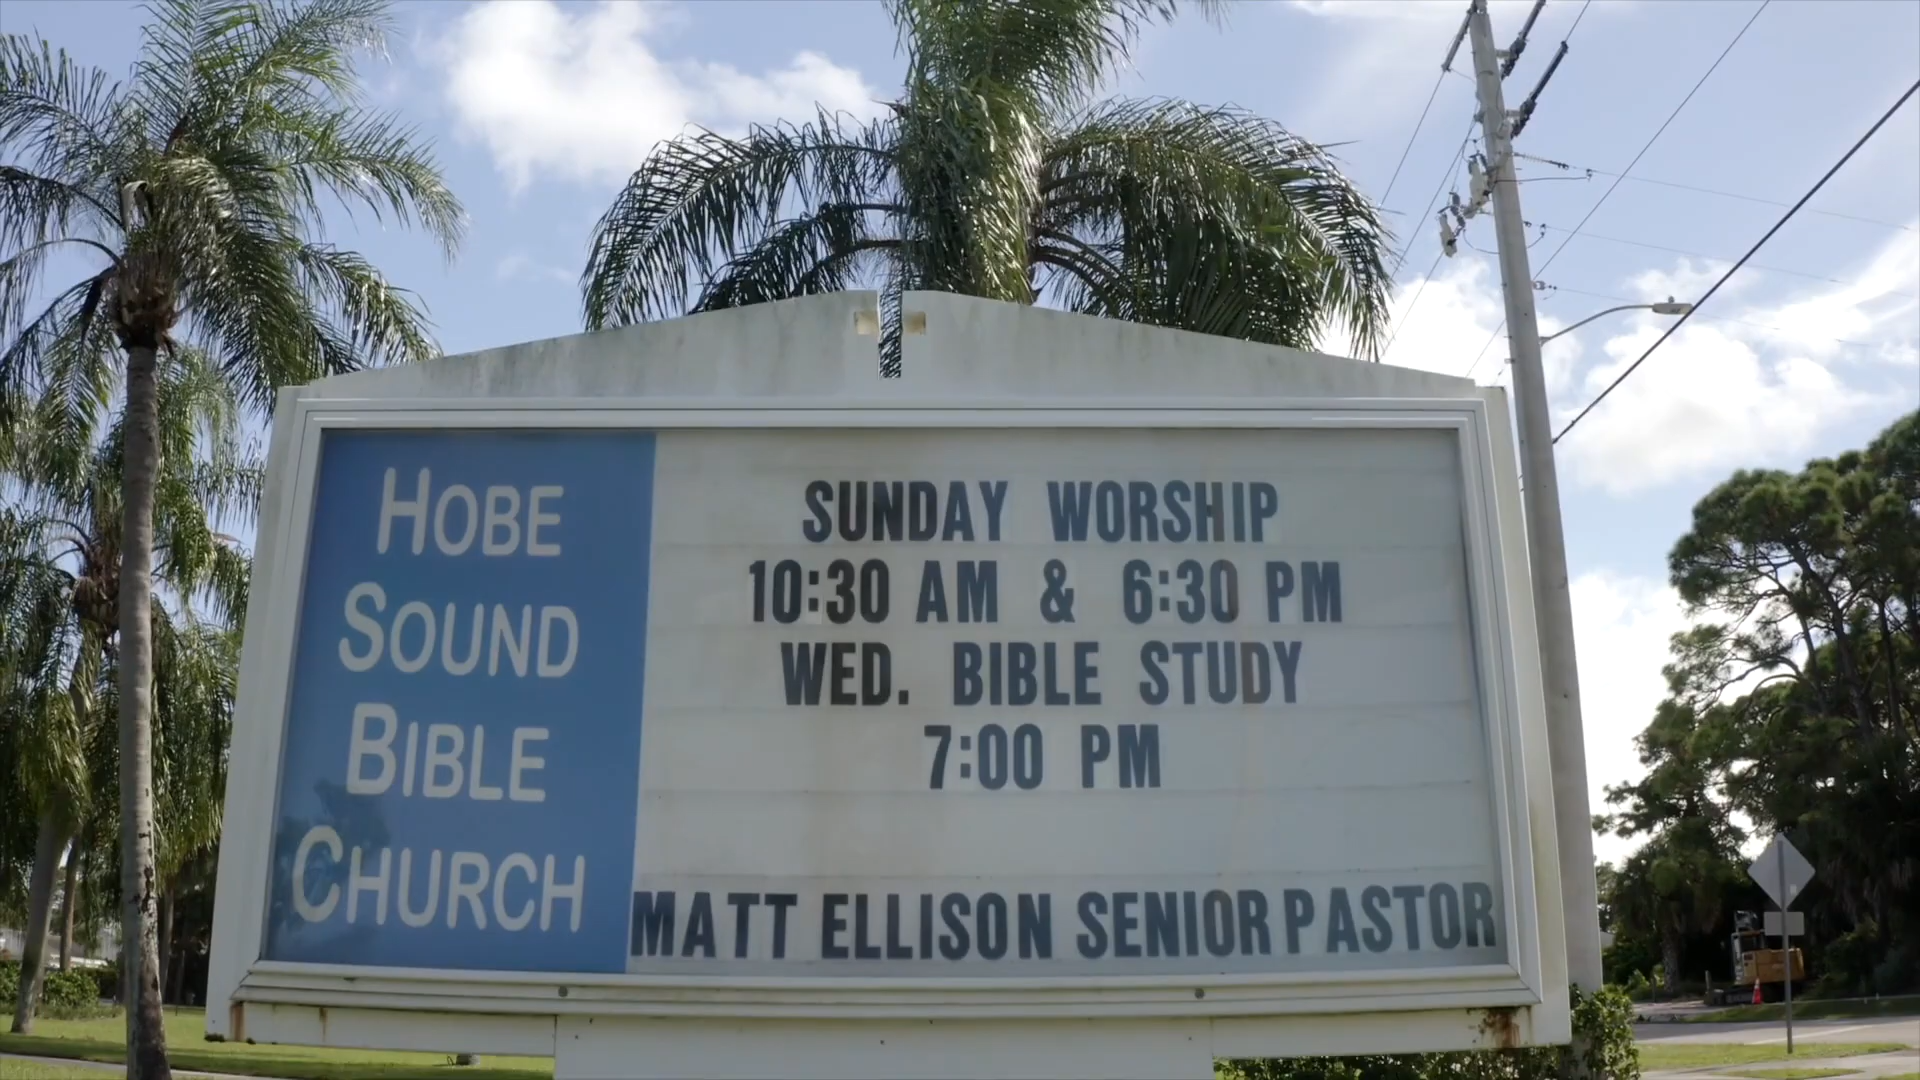 HOBE
SOUND
BIBLE
CHURCH
SUNDAY WORSHIP
10:30 AM & 6:30 PM
WED. BIBLE STUDY
7:00 PM
MATT ELLISON SENIOR PASTOR